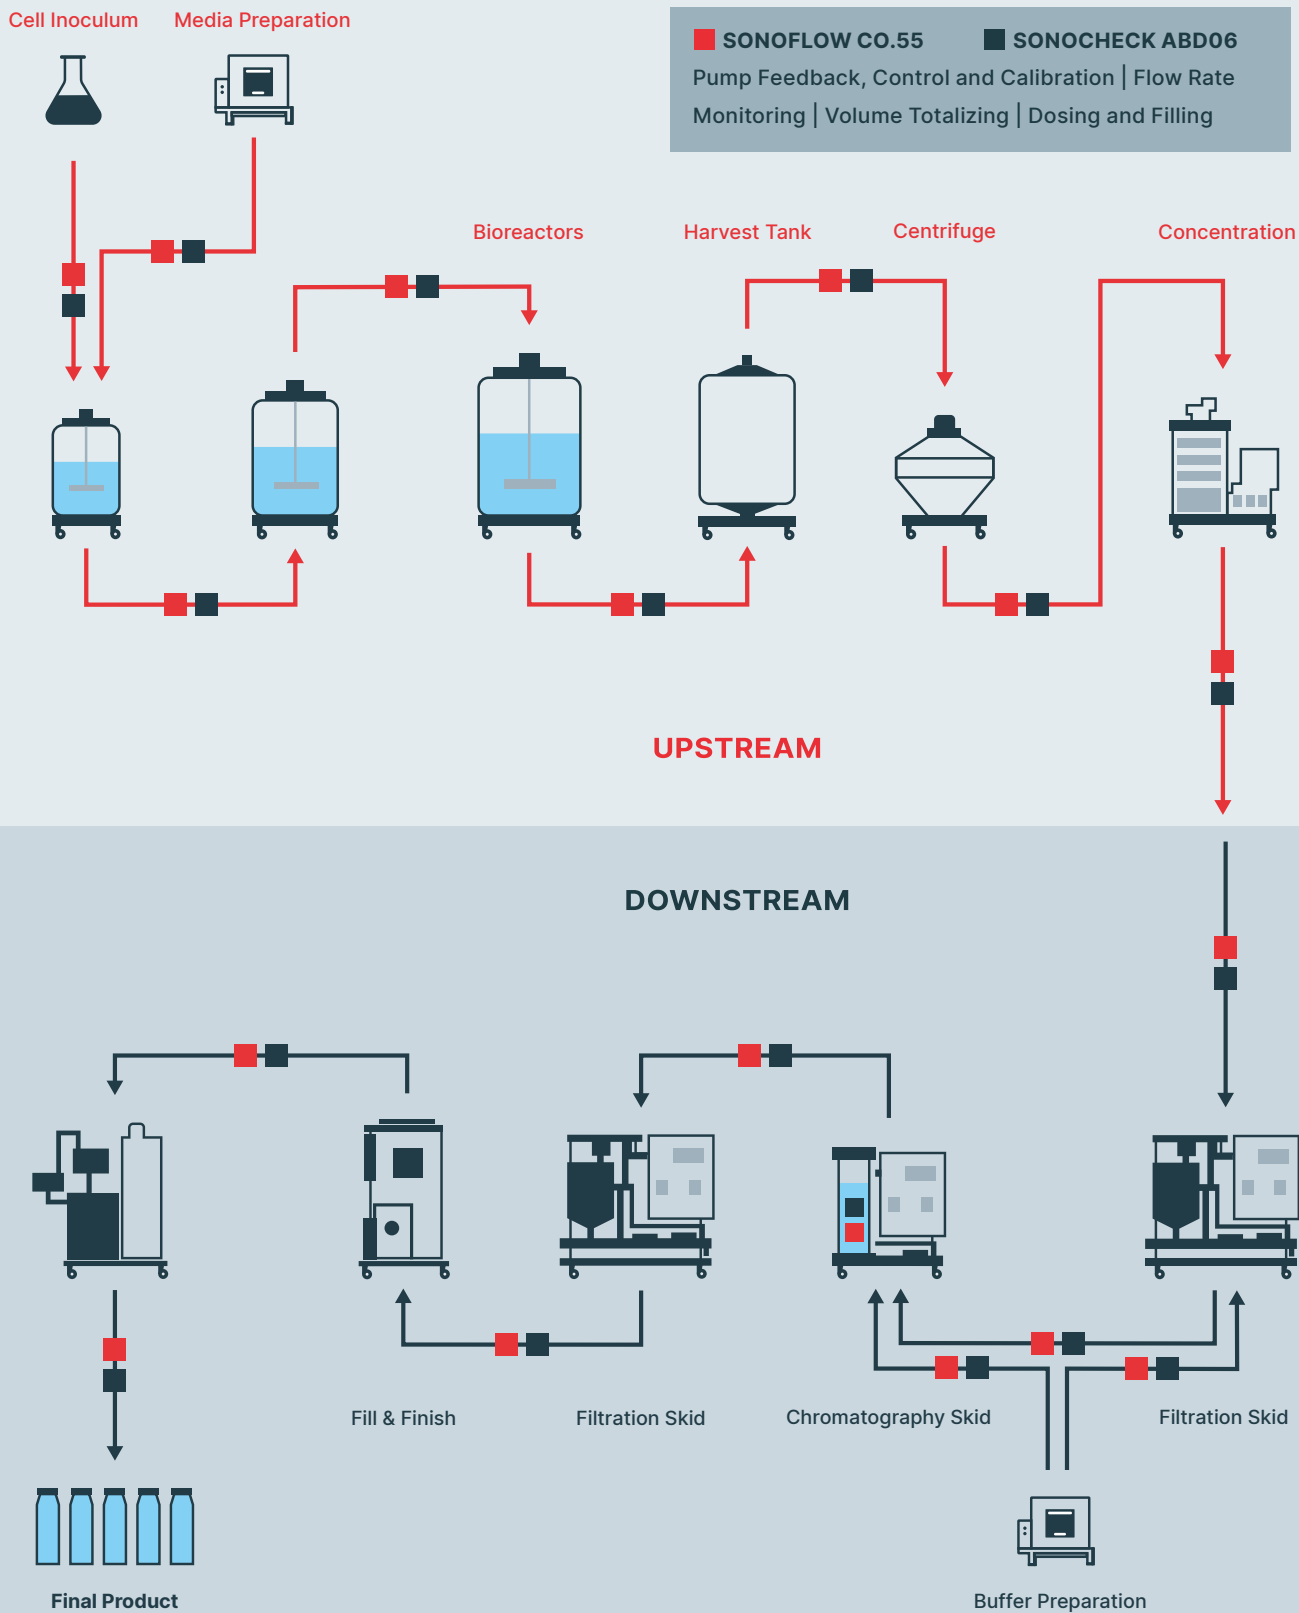 Cell Inoculum
Media Preparation
SONOFLOW CO.55
SONOCHECK ABD06
Pump Feedback, Control and Calibration | Flow Rate
Monitoring | Volume Totalizing | Dosing and Filling
Bioreactors
Harvest Tank
Centrifuge
Concentration
UPSTREAM
DOWNSTREAM
Fill & Finish
Filtration Skid
Chromatography Skid
Filtration Skid
Final Product
Buffer Preparation